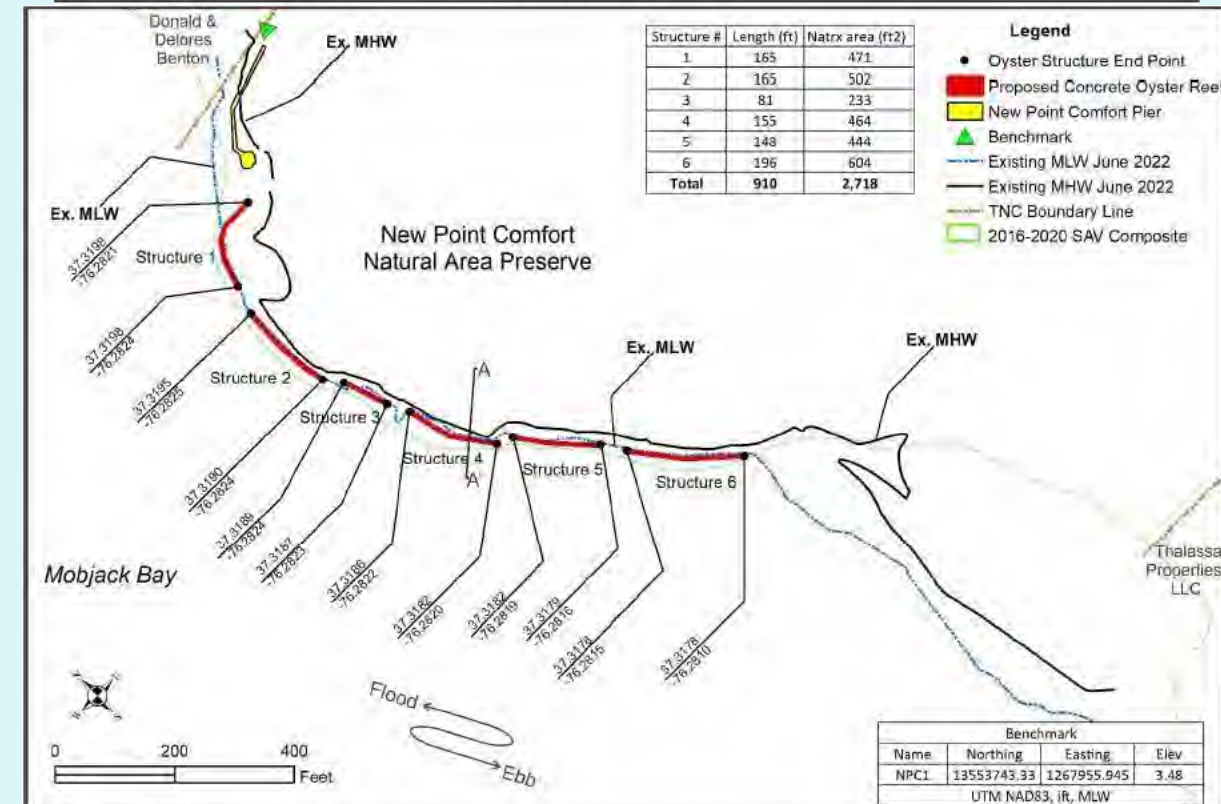 Donald &
Delores
Benton
Ex. MHW
Structure # Length (ft) Natrx area (ft2)
1 165 471
2 165 502
3 81 233
4 155 464
5 148 444
6 196 604
Total 910 2,718
Legend
Oyster Structure End Point
Proposed Concrete Oyster Reef
New Point Comfort Pier
Benchmark
Existing MLW June 2022
Existing MHW June 2022
TNC Boundary Line
2016-2020 SAV Composite
Ex. MLW
New Point Comfort
Natural Area Preserve
Structure 1
37.3198
-76.2821
37.3198
-76.2824
37.3195
-76.2825
Structure 2
Structure 3
A
Structure 4
A'
Ex. MLW
Ex. MHW
Structure 5
Structure 6
37.3190
-76.2824
37.3189
-76.2824
37.3187
-76.2823
37.3186
-76.2822
37.3182
-76.2820
37.3182
-76.2819
37.3179
-76.2816
37.3178
-76.2815
37.3178
-76.2810
Mobjack Bay
Thalassa
Properties
LLC
Flood
Ebb
N
E
W
S
0 200 400
Feet
Benchmark
Name Northing Easting Elev
NPC1 13553743.33 1267955.945 3.48
UTM NAD83, ift, MLW